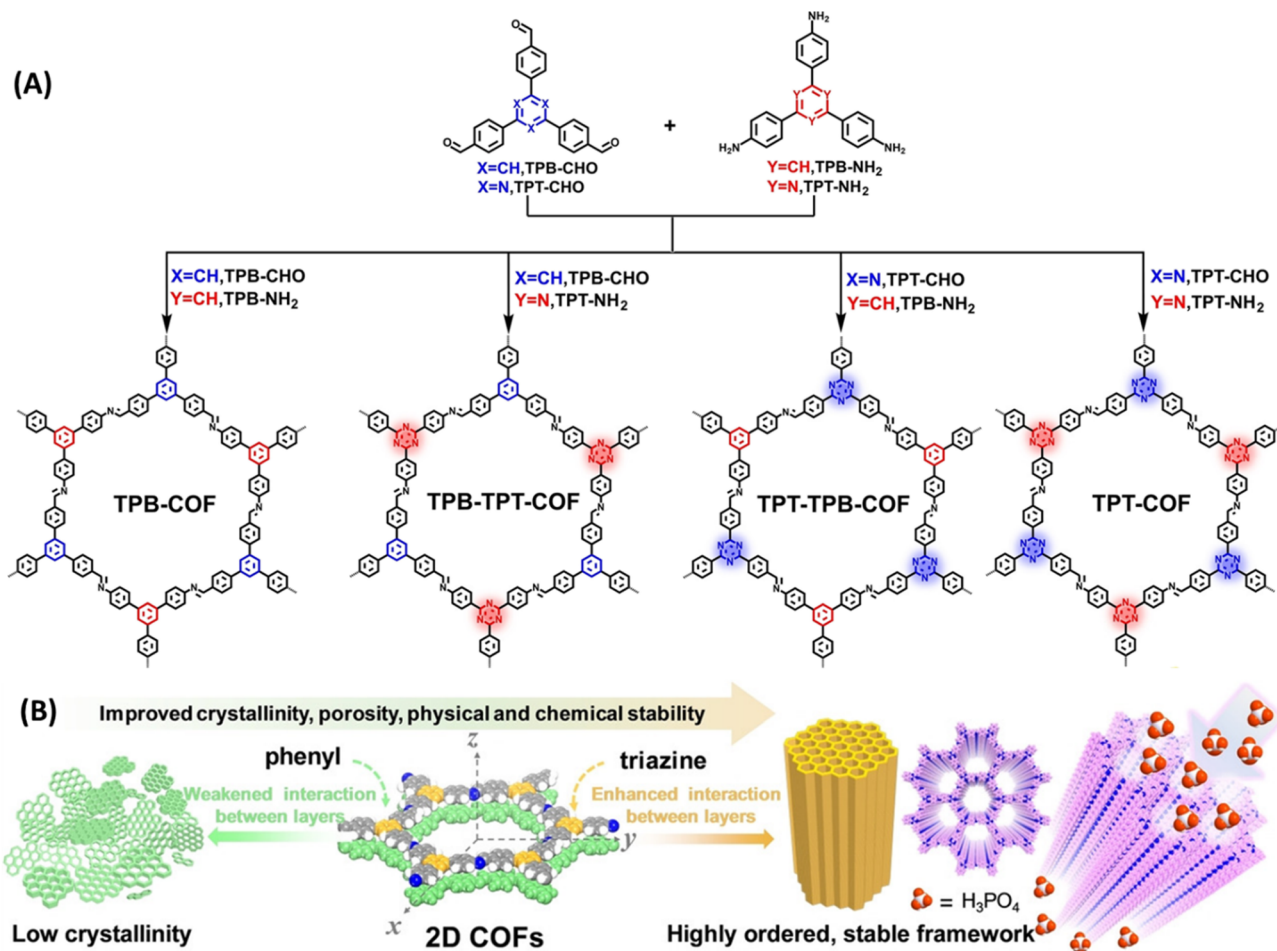 (A)
O
O
O
X
X
X
X=CH,TPB-CHO
X=N,TPT-CHO
+
NH₂
Y
Y
Y
NH₂
NH₂
Y=CH,TPB-NH₂
Y=N,TPT-NH₂
X=CH,TPB-CHO
Y=CH,TPB-NH₂
X=CH,TPB-CHO
Y=N,TPT-NH₂
X=N,TPT-CHO
Y=CH,TPB-NH₂
X=N,TPT-CHO
Y=N,TPT-NH₂
TPB-COF
TPB-TPT-COF
TPT-TPB-COF
TPT-COF
(B)
Improved crystallinity, porosity, physical and chemical stability
phenyl
z
triazine
Weakened interaction
between layers
Enhanced interaction
between layers
y
x
Low crystallinity
2D COFs
= H₃PO₄
Highly ordered, stable framework